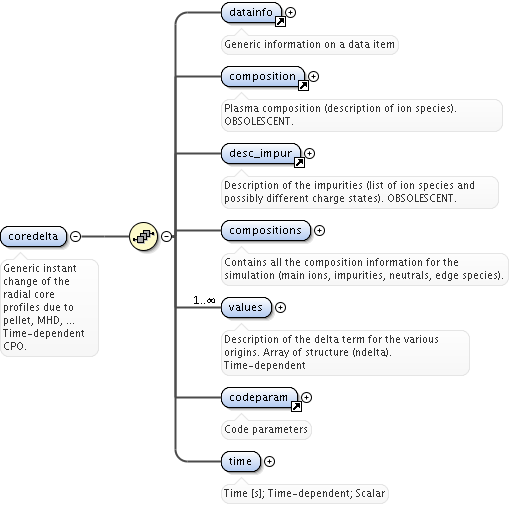 datainfo
Generic information on a data item
composition
Plasma composition (description of ion species).
OBSOLESCENT.
desc_impur
Description of the impurities (list of ion species and
possibly different charge states). OBSOLESCENT.
coredelta
Generic instant
change of the
radial core
profiles due to
pellet, MHD, ...
Time-dependent
CPO.
compositions
Contains all the composition information for the
simulation (main ions, impurities, neutrals, edge species).
1..∞
values
Description of the delta term for the various
origins. Array of structure (ndelta).
Time-dependent
codeparam
Code parameters
time
Time [s]; Time-dependent; Scalar